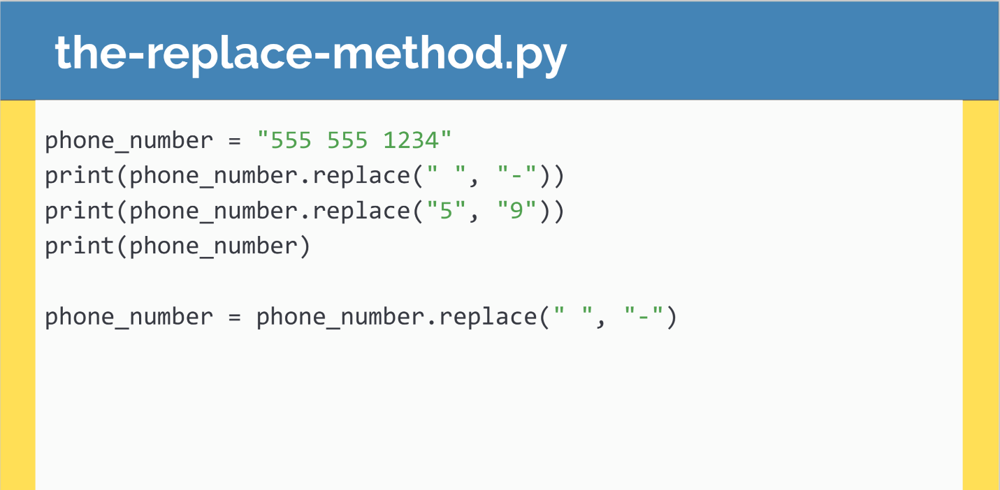 the-replace-method.py
phone_number = "555 555 1234"
print(phone_number.replace(" ", "-"))
print(phone_number.replace("5", "9"))
print(phone_number)
phone_number = phone_number.replace(" ", "-")